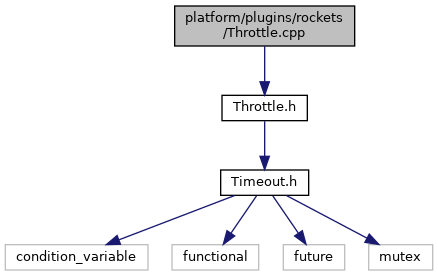 platform/plugins/rockets
/Throttle.cpp
Throttle.h
Timeout.h
condition_variable
functional
future
mutex